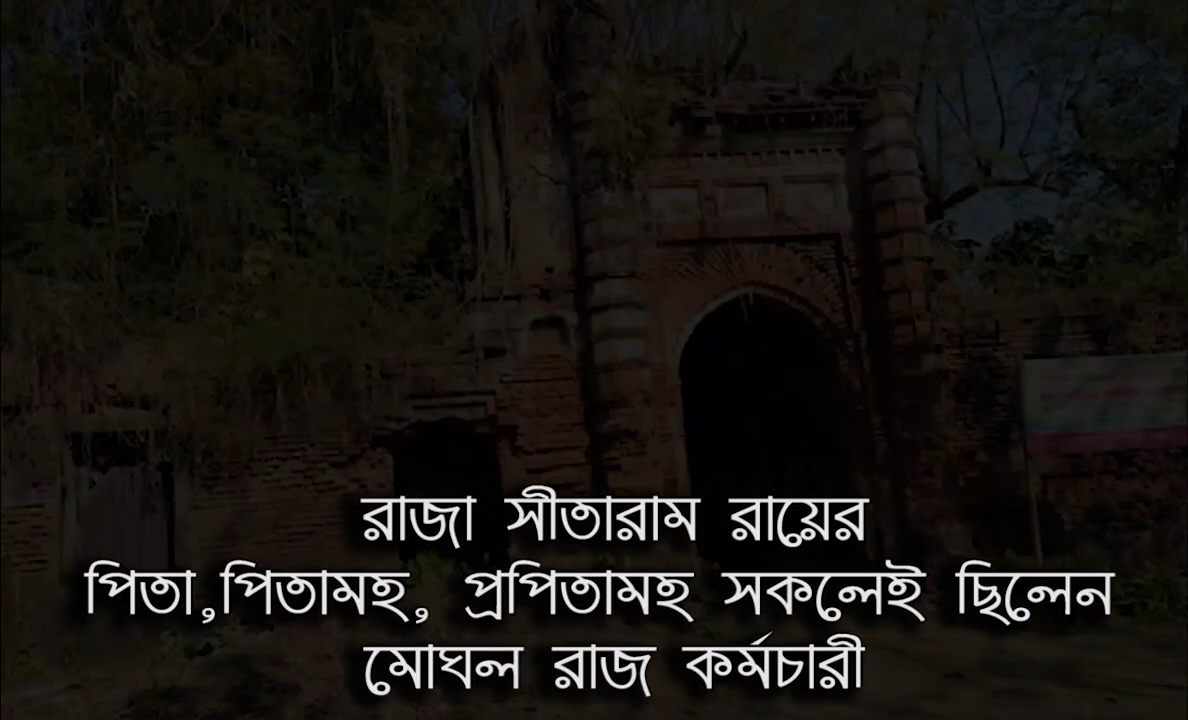 রাজা সীতারাম রায়ের
পিতা,পিতামহ, প্রপিতামহ সকলেই ছিলেন
মোঘল রাজ কর্মচারী